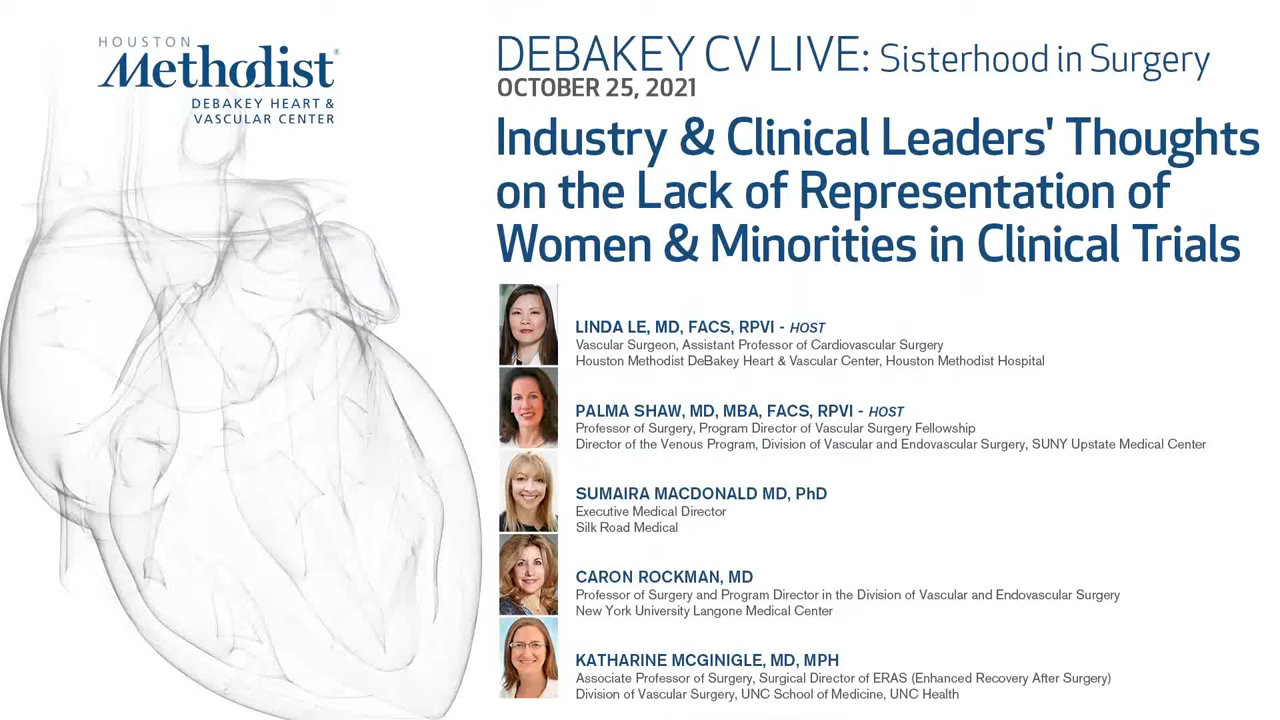 HOUSTON
Methodist®
DEBAKEY HEART &
VASCULAR CENTER
DEBAKEY CV LIVE: Sisterhood in Surgery
OCTOBER 25, 2021
Industry & Clinical Leaders' Thoughts
on the Lack of Representation of
Women & Minorities in Clinical Trials
LINDA LE, MD, FACS, RPVI - HOST
Vascular Surgeon, Assistant Professor of Cardiovascular Surgery
Houston Methodist DeBakey Heart & Vascular Center, Houston Methodist Hospital
PALMA SHAW, MD, MBA, FACS, RPVI - HOST
Professor of Surgery, Program Director of Vascular Surgery Fellowship
Director of the Venous Program, Division of Vascular and Endovascular Surgery, SUNY Upstate Medical Center
SUMAIRA MACDONALD MD, PhD
Executive Medical Director
Silk Road Medical
CARON ROCKMAN, MD
Professor of Surgery and Program Director in the Division of Vascular and Endovascular Surgery
New York University Langone Medical Center
KATHARINE MCGINIGLE, MD, MPH
Associate Professor of Surgery, Surgical Director of ERAS (Enhanced Recovery After Surgery)
Division of Vascular Surgery, UNC School of Medicine, UNC Health